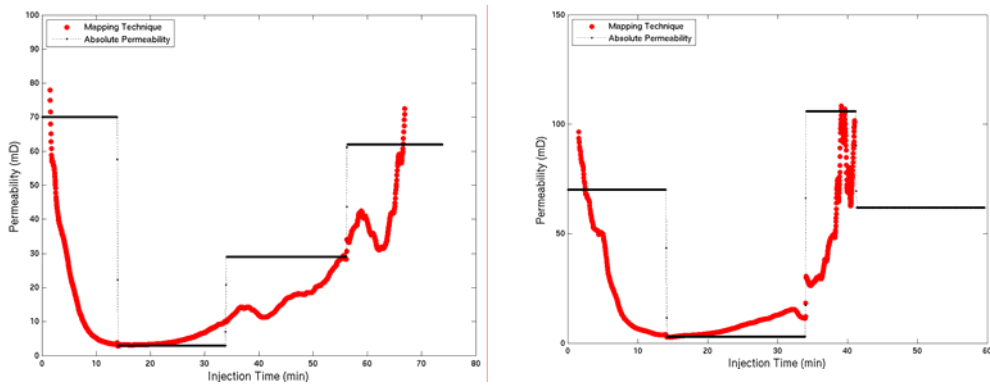 100
90
80
70
60
50
40
30
20
10
0
Permeability (mD)
Mapping Technique
Absolute Permeability
0 10 20 30 40 50 60 70 80
Injection Time (min)
150
100
50
0
Permeability (mD)
Mapping Technique
Absolute Permeability
0 10 20 30 40 50 60
Injection Time (min)